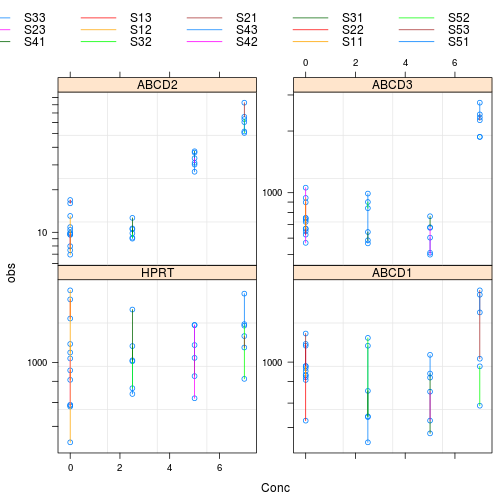 S33 S13 S21 S31 S52
S23 S12 S43 S22 S53
S41 S32 S42 S11 S51
0 2 4 6
ABCD2 ABCD3
10
1000
HPRT ABCD1
1000
1000
obs
0 2 4 6
Conc